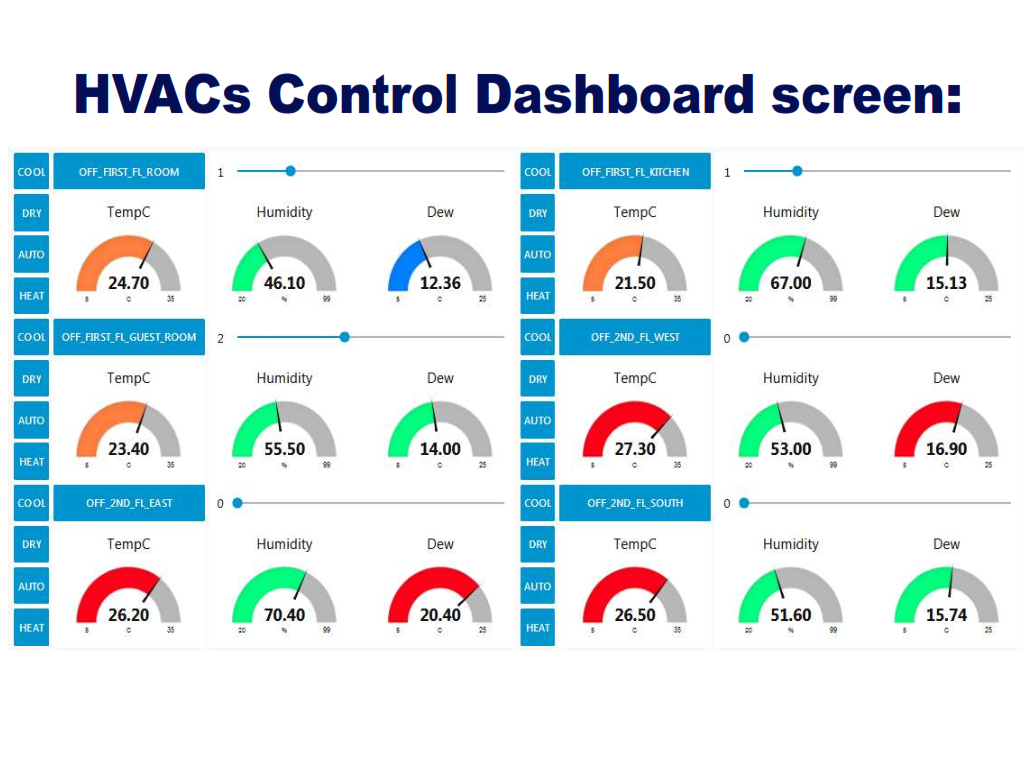 HVACs Control Dashboard screen:
COOL OFF_FIRST_FL_ROOM 1
DRY TempC Humidity Dew
AUTO
24.70 46.10 12.36
HEAT 5 C 35 20 % 99 5 C 25
COOL OFF_FIRST_FL_KITCHEN 1
DRY TempC Humidity Dew
AUTO
21.50 67.00 15.13
HEAT 5 C 35 20 % 99 5 C 25
COOL OFF_FIRST_FL_GUEST_ROOM 2
DRY TempC Humidity Dew
AUTO
23.40 55.50 14.00
HEAT 5 C 35 20 % 99 5 C 25
COOL OFF_2ND_FL_WEST 0
DRY TempC Humidity Dew
AUTO
27.30 53.00 16.90
HEAT 5 C 35 20 % 99 5 C 25
COOL OFF_2ND_FL_EAST 0
DRY TempC Humidity Dew
AUTO
26.20 70.40 20.40
HEAT 5 C 35 20 % 99 5 C 25
COOL OFF_2ND_FL_SOUTH 0
DRY TempC Humidity Dew
AUTO
26.50 51.60 15.74
HEAT 5 C 35 20 % 99 5 C 25